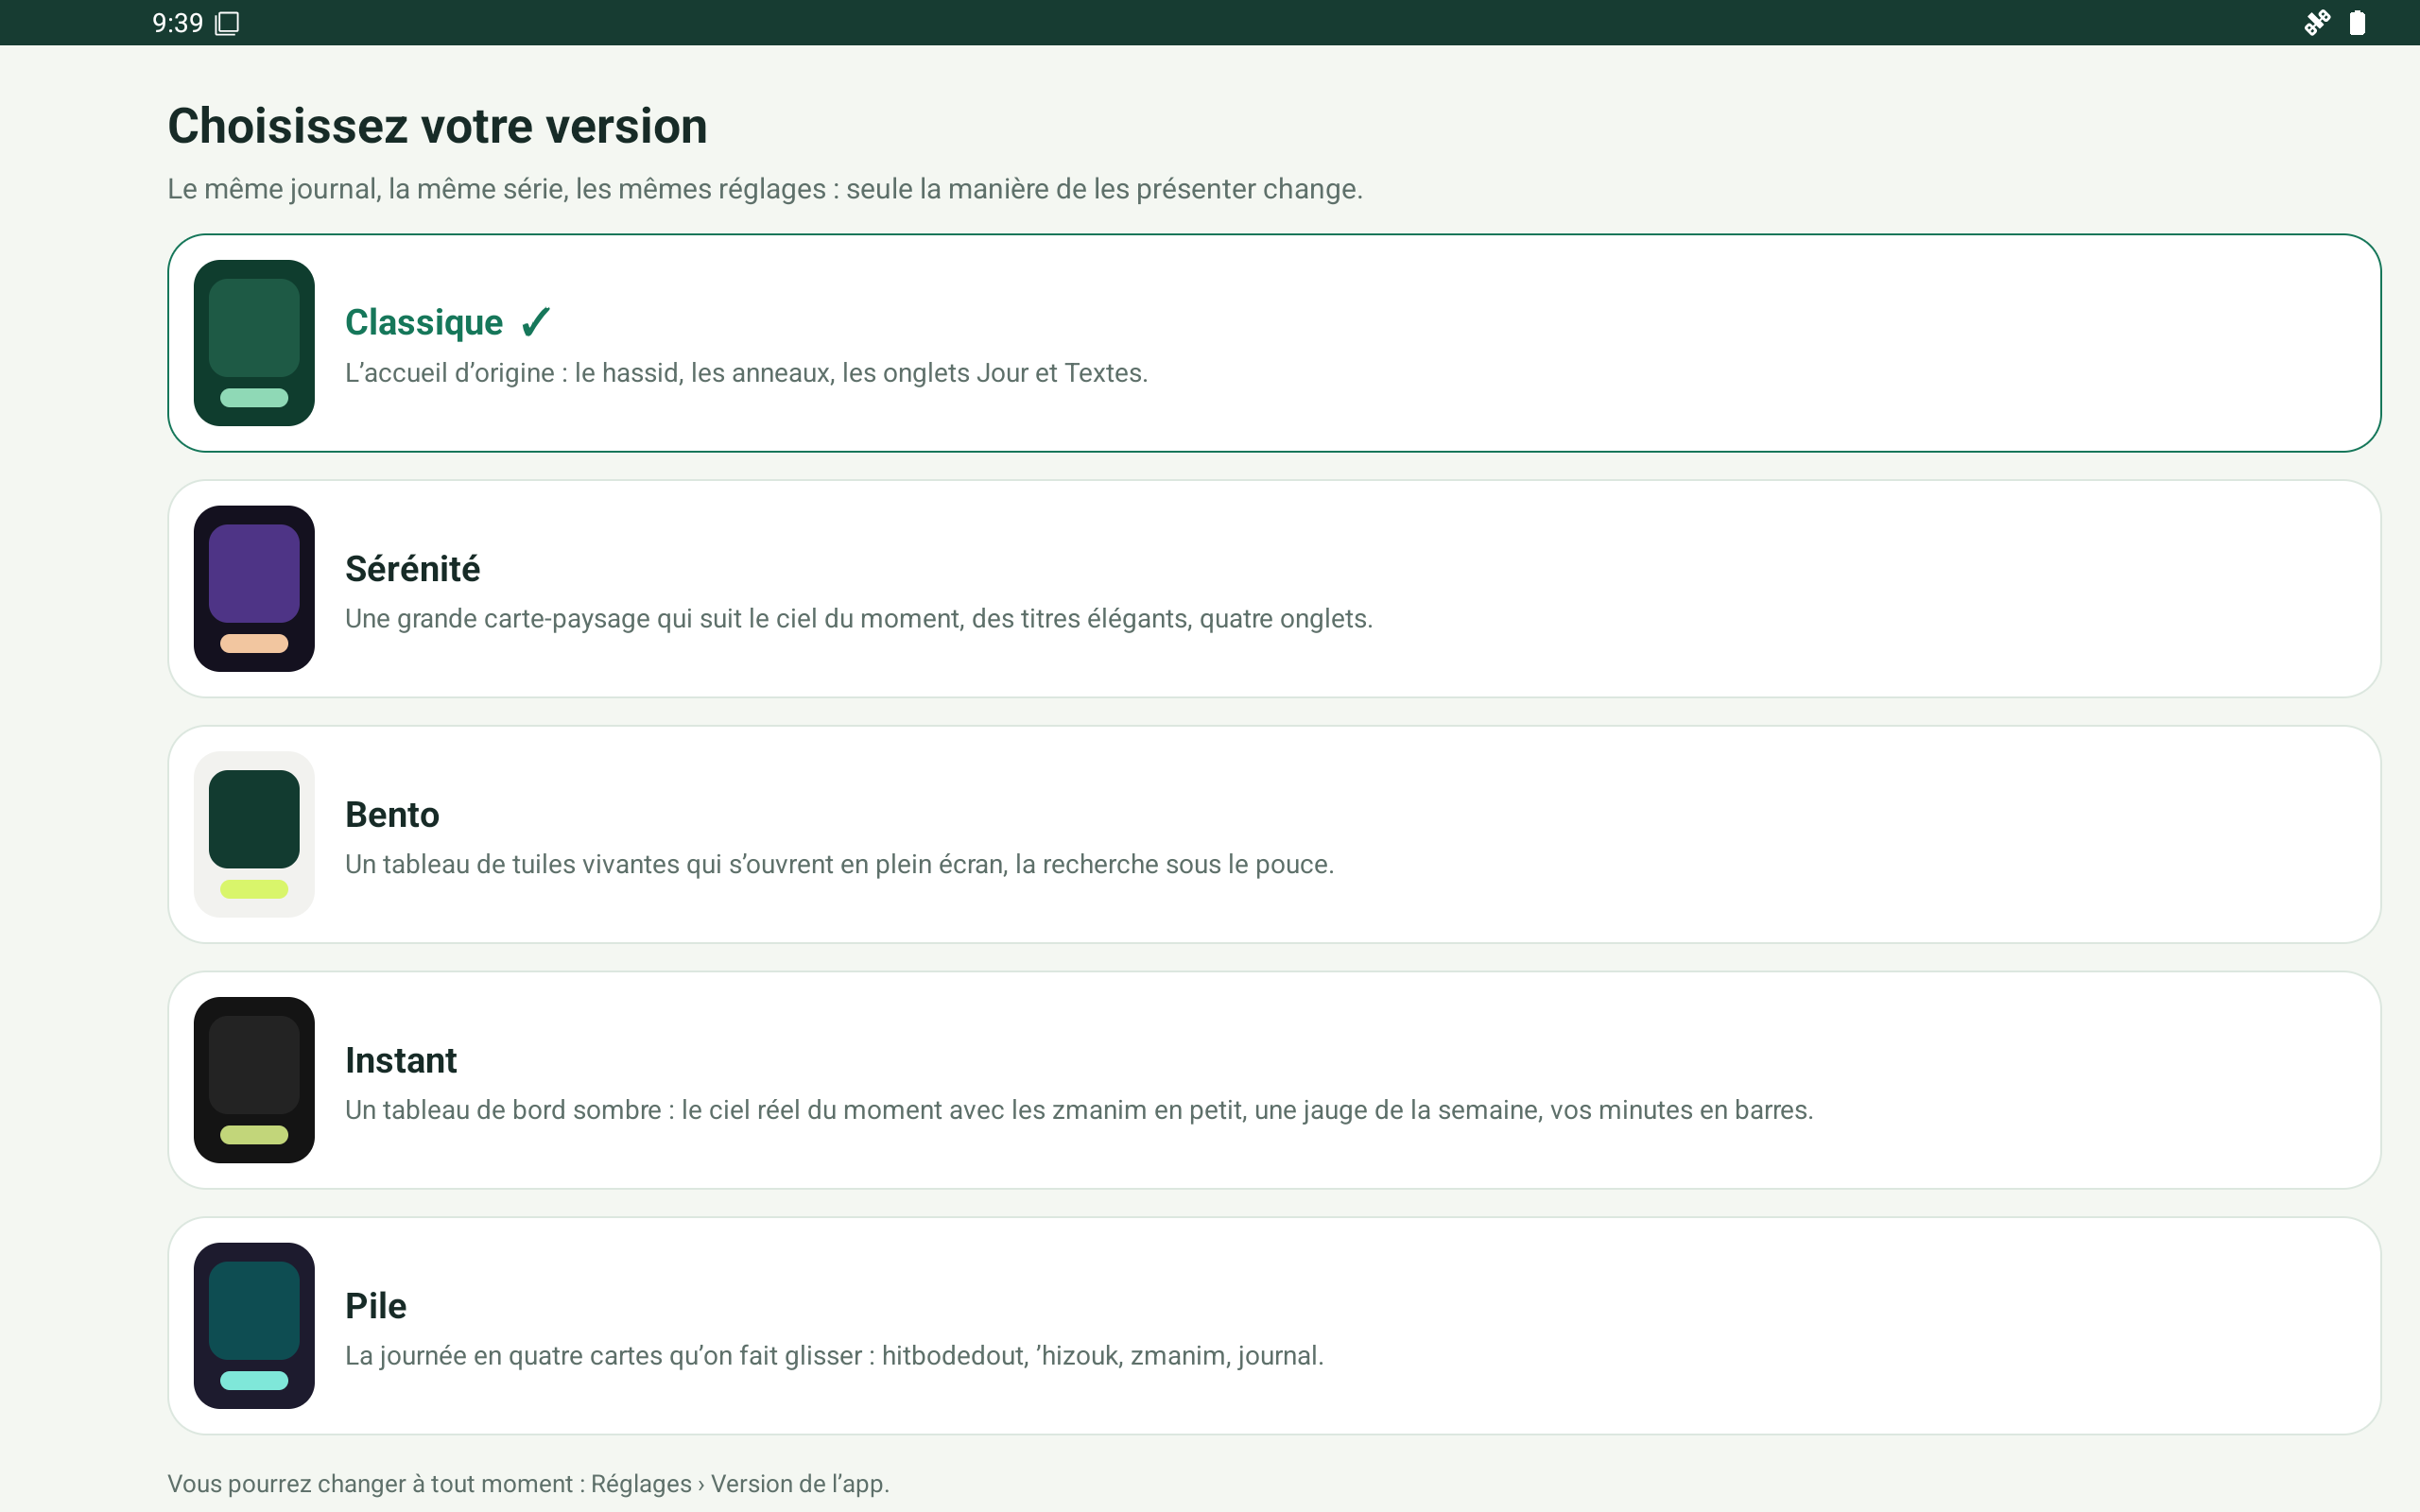 9:39
Choisissez votre version
Le même journal, la même série, les mêmes réglages : seule la manière de les présenter change.
Classique ✓
L’accueil d’origine : le hassid, les anneaux, les onglets Jour et Textes.
Sérénité
Une grande carte-paysage qui suit le ciel du moment, des titres élégants, quatre onglets.
Bento
Un tableau de tuiles vivantes qui s’ouvrent en plein écran, la recherche sous le pouce.
Instant
Un tableau de bord sombre : le ciel réel du moment avec les zmanim en petit, une jauge de la semaine, vos minutes en barres.
Pile
La journée en quatre cartes qu’on fait glisser : hitbodedout, ’hizouk, zmanim, journal.
Vous pourrez changer à tout moment : Réglages › Version de l’app.